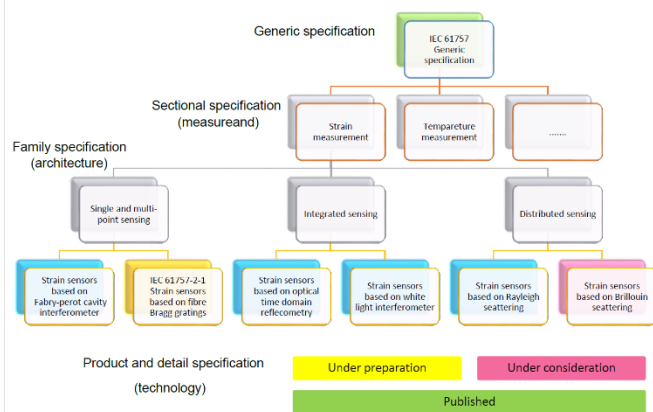 Generic specification
IEC 61757
Generic
specification
Sectional specification
(measureand)
Strain
measurement
Tempareture
measurement
.......
Family specification
(architecture)
Single and multi-
point sensing
Integrated sensing
Distributed sensing
Strain sensors
based on
Fabry-perot cavity
interferometer
IEC 61757-2-1
Strain sensors
based on fibre
Bragg gratings
Strain sensors
based on optical
time domain
reflecometry
Strain sensors
based on white
light interferometer
Strain sensors
based on Rayleigh
seattering
Strain sensors
based on Brillouin
seattering
Product and detail specification
(technology)
Under preparation
Under consideration
Published